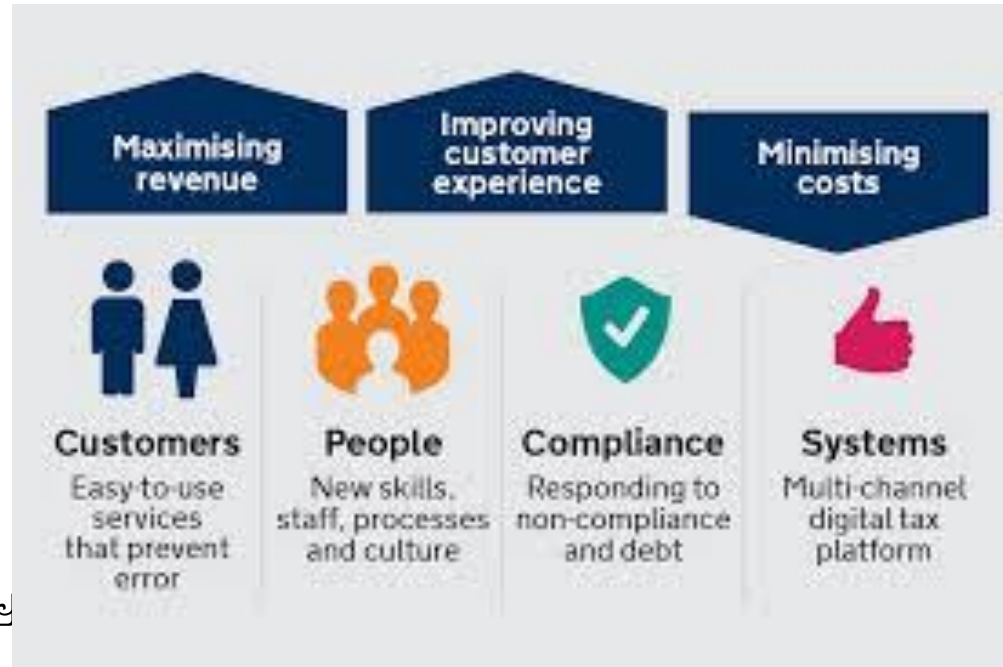 Maximising
revenue
Improving
customer
experience
Minimising
costs
Customers
Easy-to-use
services
that prevent
error
People
New skills,
staff, processes
and culture
Compliance
Responding to
non-compliance
and debt
Systems
Multi-channel
digital tax
platform